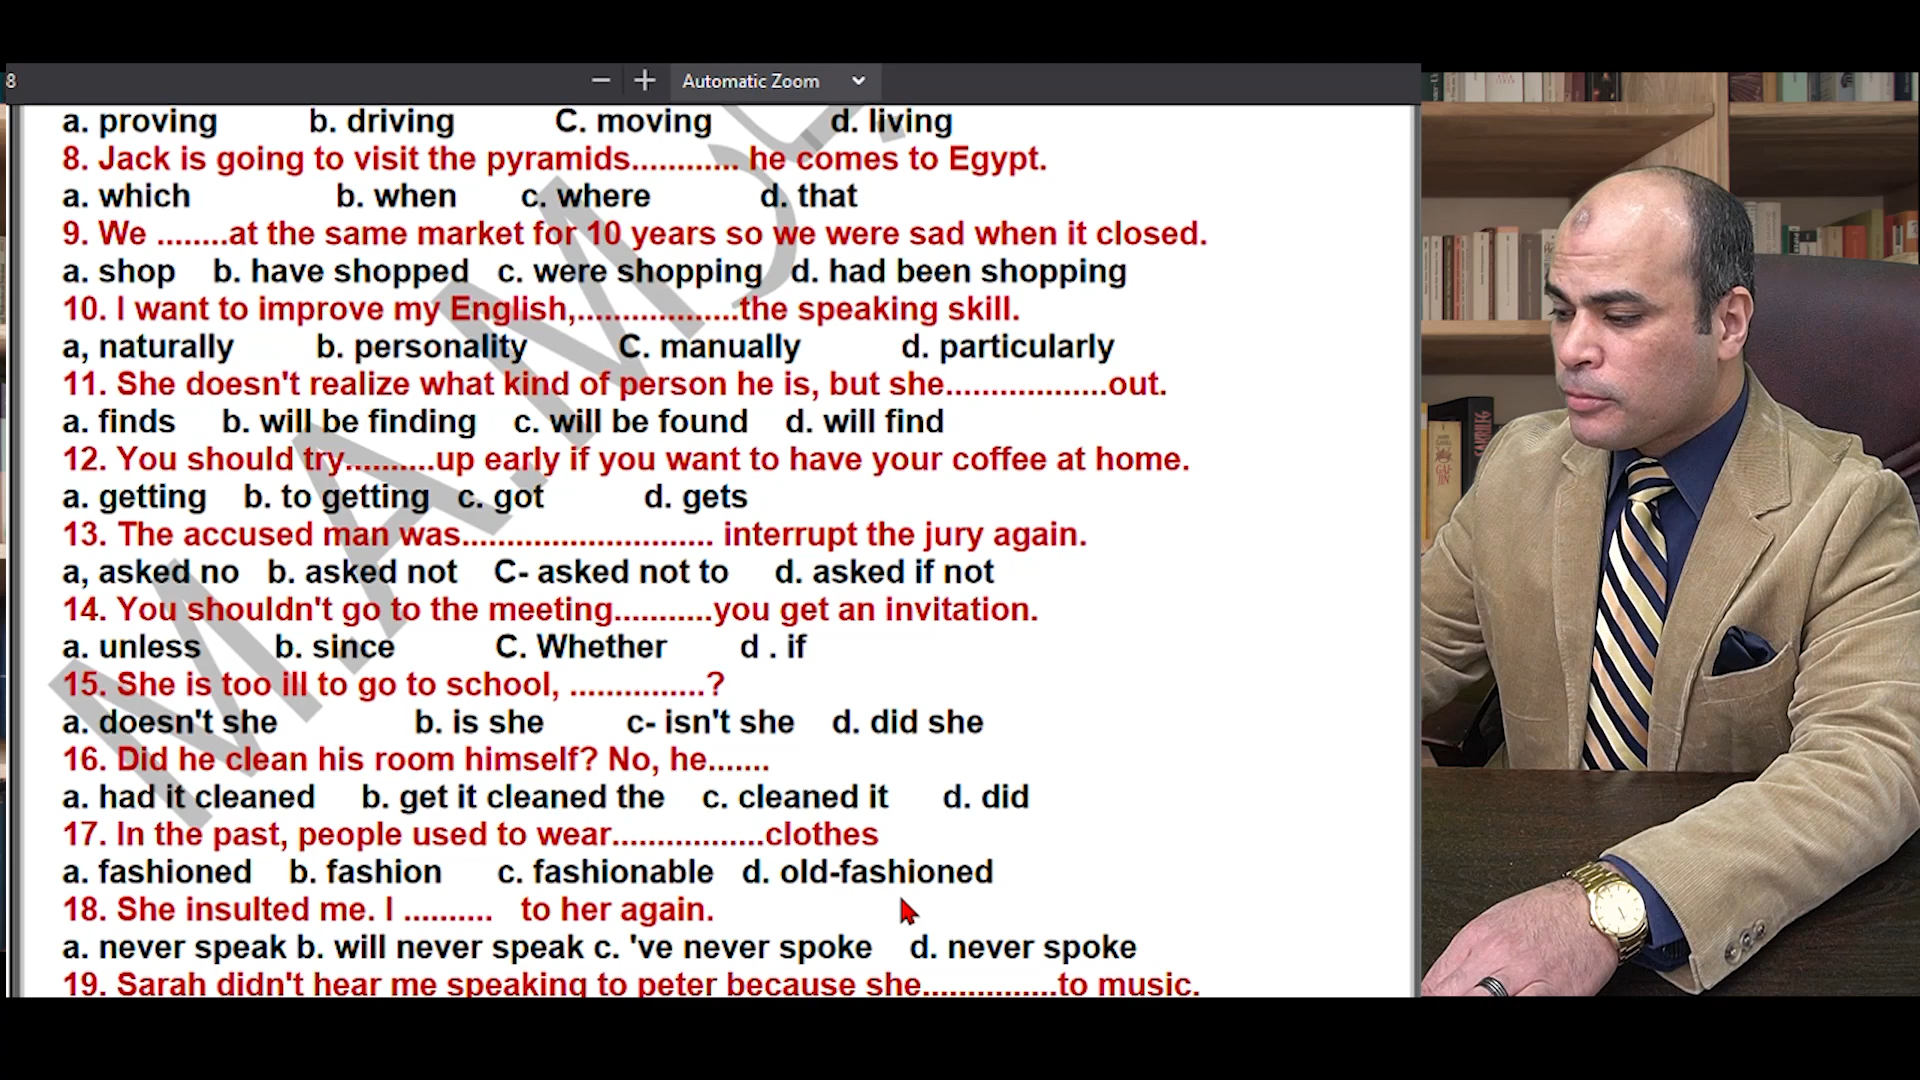 8
Automatic Zoom
a. proving b. driving C. moving d. living
8. Jack is going to visit the pyramids............ he comes to Egypt.
a. which b. when c. where d. that
9. We ........at the same market for 10 years so we were sad when it closed.
a. shop b. have shopped c. were shopping d. had been shopping
10. I want to improve my English,..................the speaking skill.
a, naturally b. personality C. manually d. particularly
11. She doesn't realize what kind of person he is, but she..................out.
a. finds b. will be finding c. will be found d. will find
12. You should try..........up early if you want to have your coffee at home.
a. getting b. to getting c. got d. gets
13. The accused man was............................ interrupt the jury again.
a, asked no b. asked not C- asked not to d. asked if not
14. You shouldn't go to the meeting...........you get an invitation.
a. unless b. since C. Whether d . if
15. She is too ill to go to school, ...............?
a. doesn't she b. is she c- isn't she d. did she
16. Did he clean his room himself? No, he.......
a. had it cleaned b. get it cleaned the c. cleaned it d. did
17. In the past, people used to wear.................clothes
a. fashioned b. fashion c. fashionable d. old-fashioned
18. She insulted me. I .......... to her again.
a. never speak b. will never speak c. 've never spoke d. never spoke
19. Sarah didn't hear me speaking to peter because she...............to music.